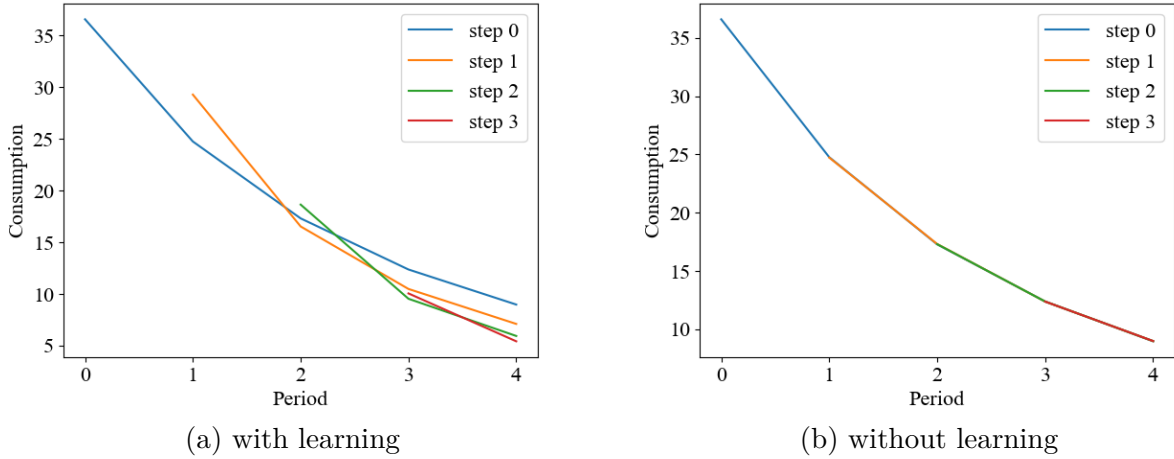 35
30
25
20
15
10
5
0
1
2
3
4
Consumption
Period
step 0
step 1
step 2
step 3
(a) with learning
35
30
25
20
15
10
0
1
2
3
4
Consumption
Period
step 0
step 1
step 2
step 3
(b) without learning